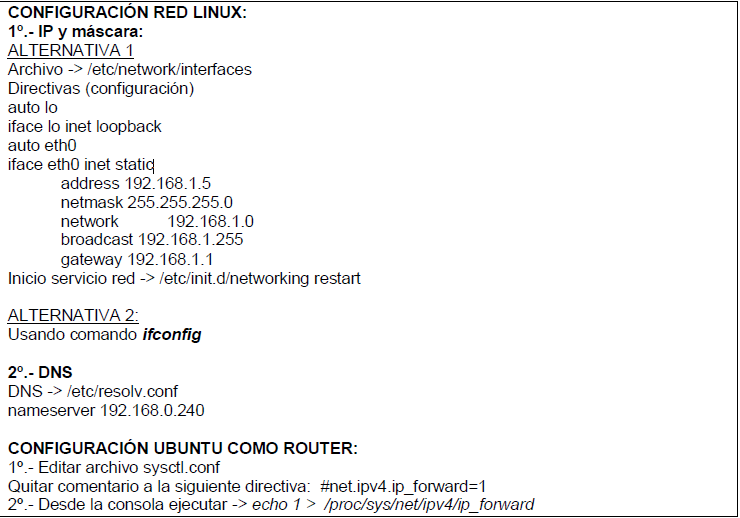 CONFIGURACIÓN RED LINUX:
1º.- IP y máscara:
ALTERNATIVA 1
Archivo -> /etc/network/interfaces
Directivas (configuración)
auto lo
iface lo inet loopback
auto eth0
iface eth0 inet static
address 192.168.1.5
netmask 255.255.255.0
network 192.168.1.0
broadcast 192.168.1.255
gateway 192.168.1.1
Inicio servicio red -> /etc/init.d/networking restart
ALTERNATIVA 2:
Usando comando ifconfig
2º.- DNS
DNS -> /etc/resolv.conf
nameserver 192.168.0.240
CONFIGURACIÓN UBUNTU COMO ROUTER:
1º.- Editar archivo sysctl.conf
Quitar comentario a la siguiente directiva: #net.ipv4.ip_forward=1
2º.- Desde la consola ejecutar -> echo 1 > /proc/sys/net/ipv4/ip_forward